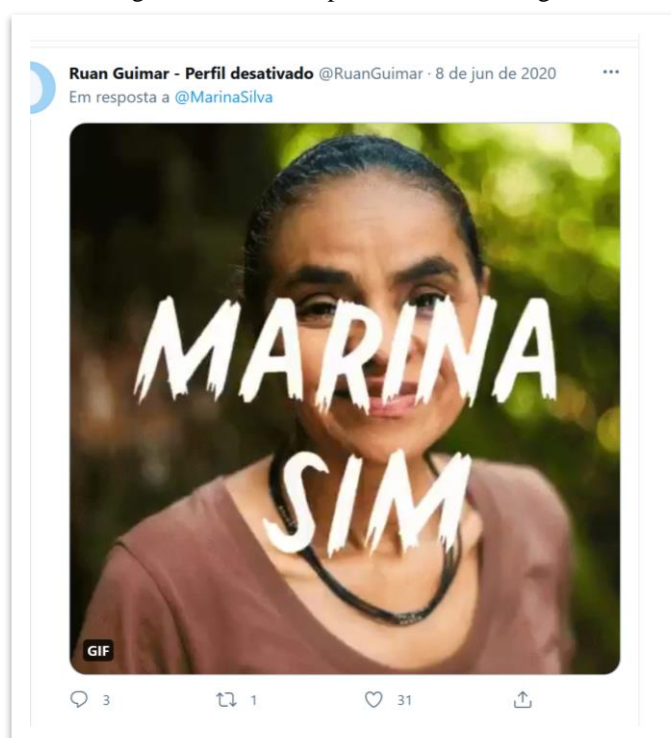 Ruan Guimar - Perfil desativado @RuanGuimar · 8 de jun de 2020 ···
Em resposta a @MarinaSilva
MARINA
SIM
GIF
3 1 31